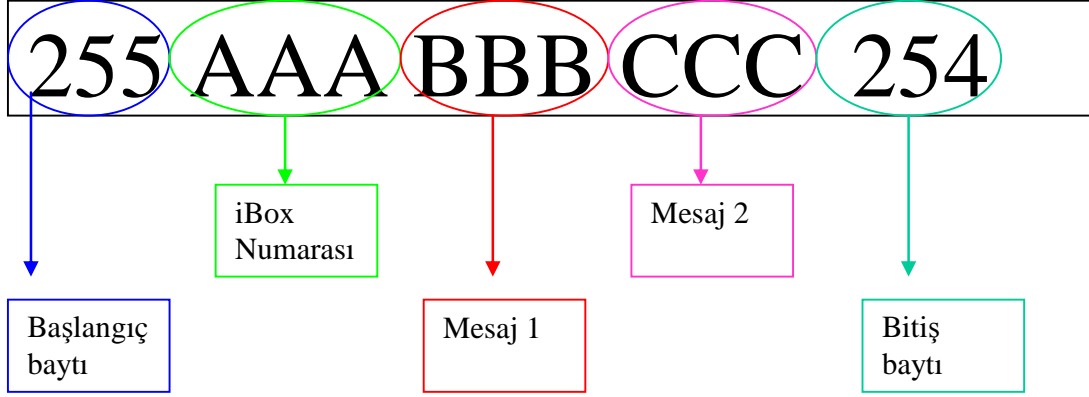 255 AAA BBB CCC 254
iBox
Numarası
Mesaj 2
Başlangıç
baytı
Mesaj 1
Bitiş
baytı